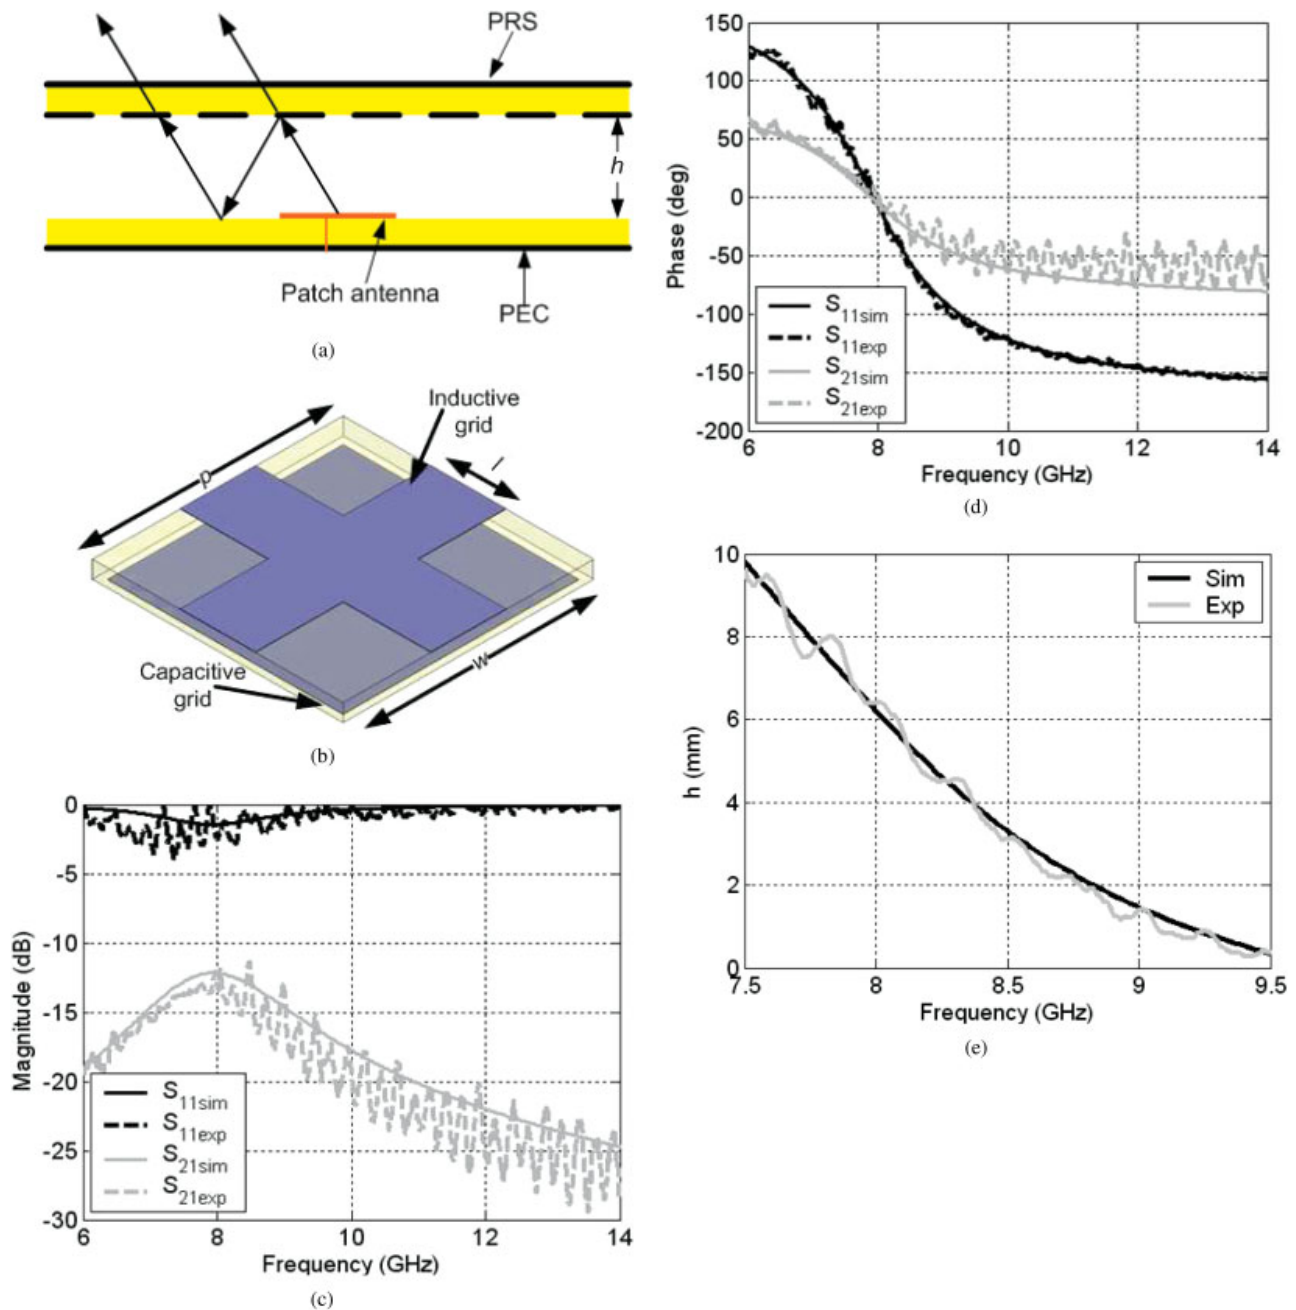 PRS
h
Patch antenna
PEC
(a)
Inductive
grid
p
l
Capacitive
grid
w
(b)
0
-5
-10
-15
-20
-25
-30
Magnitude (dB)
S11sim
S11exp
S21sim
S21exp
6
8
10
12
14
Frequency (GHz)
(c)
150
100
50
0
-50
-100
-150
-200
Phase (deg)
S11sim
S11exp
S21sim
S21exp
6
8
10
12
14
Frequency (GHz)
(d)
10
8
6
4
2
0
h (mm)
Sim
Exp
7.5
8
8.5
9
9.5
Frequency (GHz)
(e)